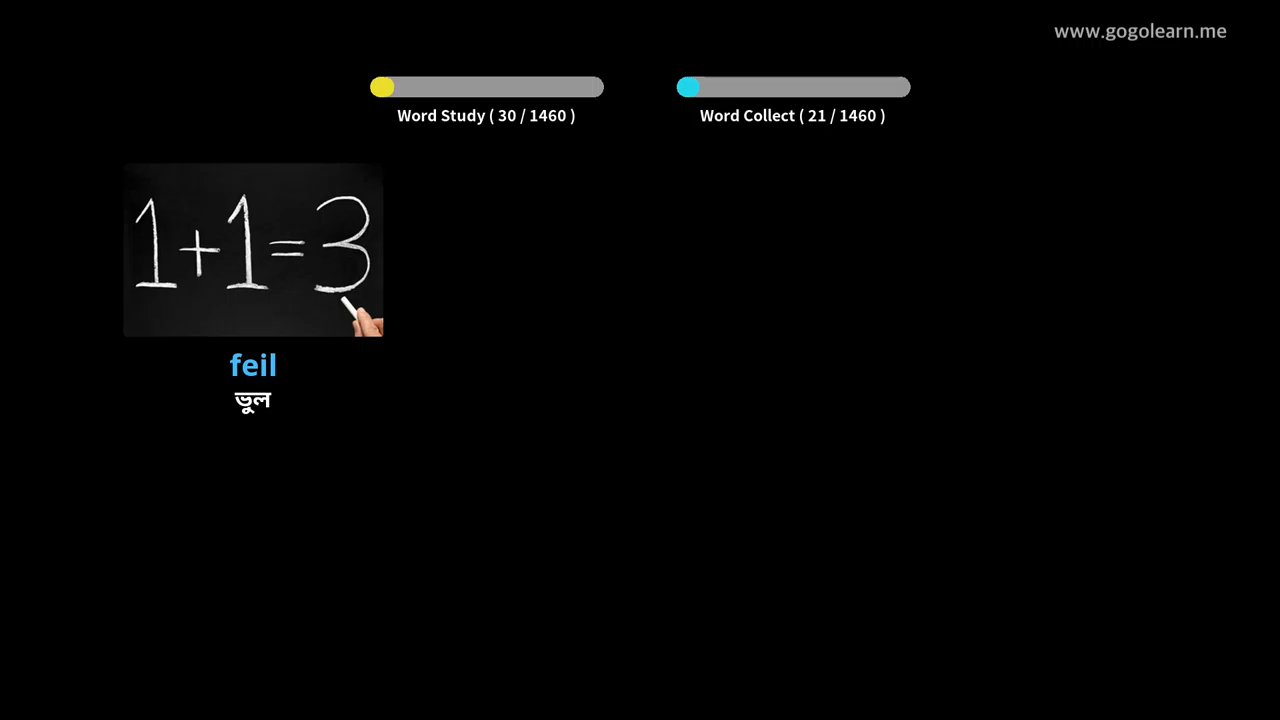 www.gogolearn.me
Word Study ( 30 / 1460 )
Word Collect ( 21 / 1460 )
1+1=3
feil
ভুল